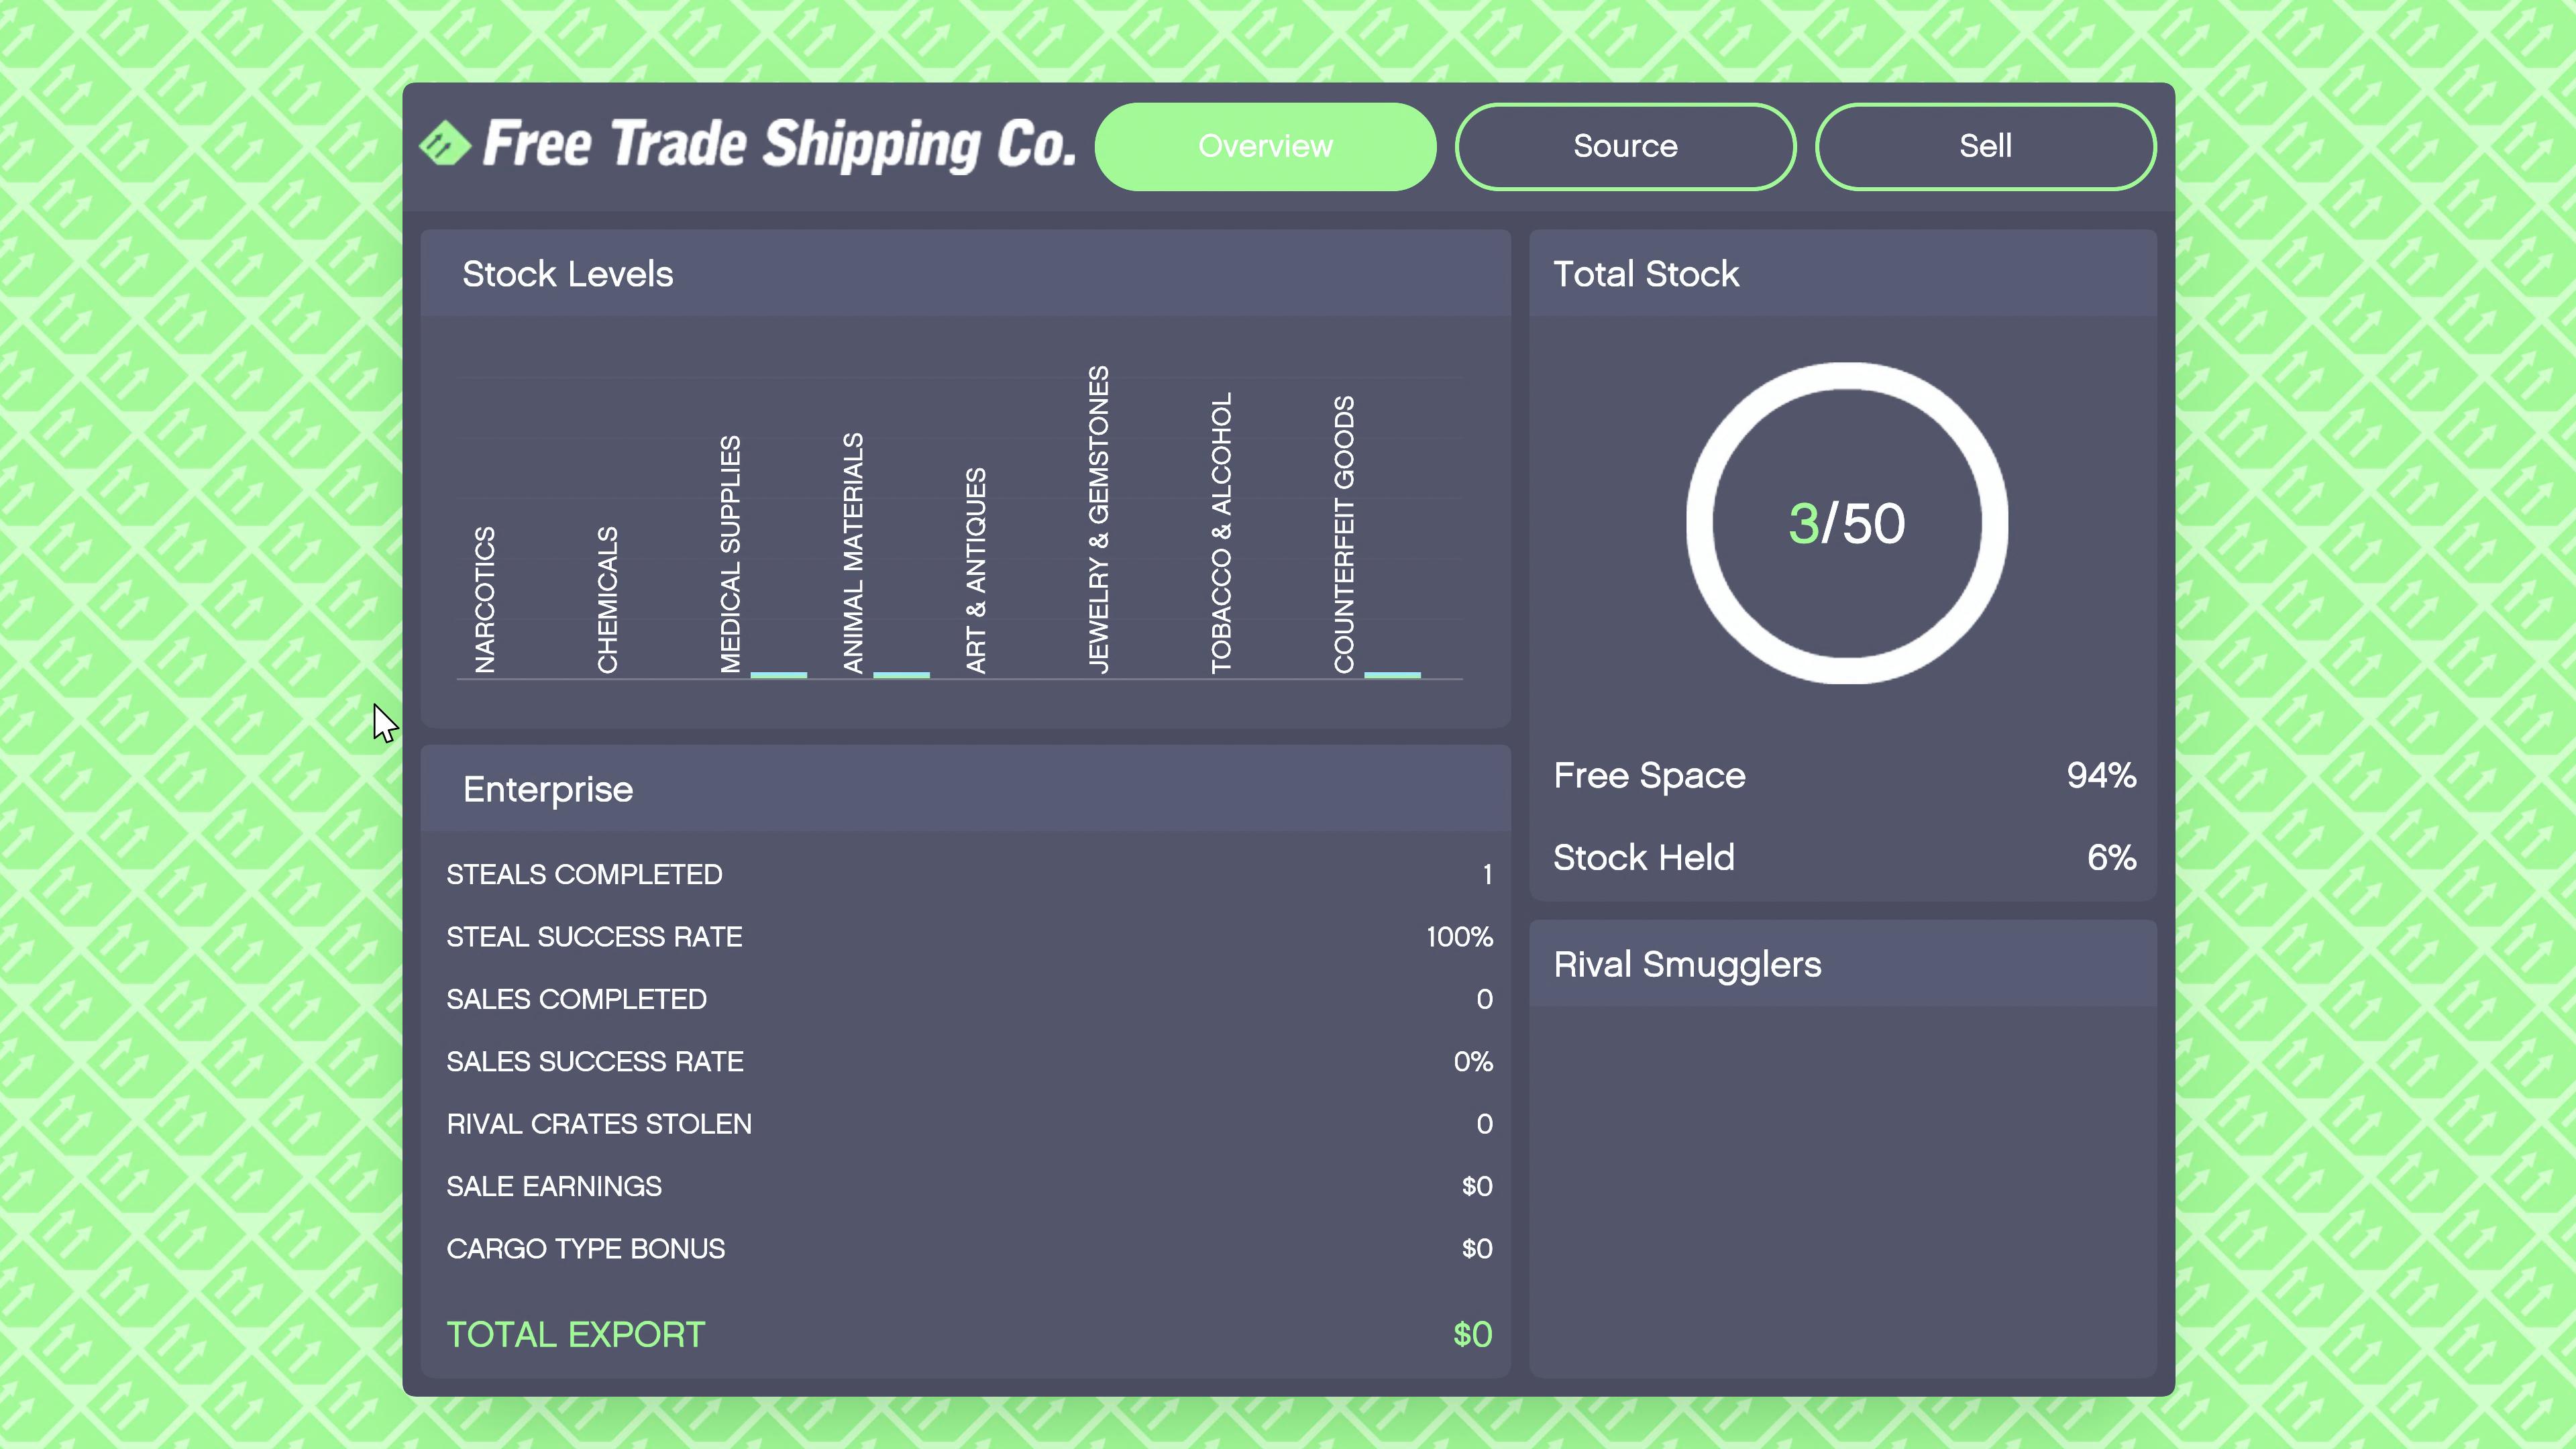 Free Trade Shipping Co.
Overview
Source
Sell
Stock Levels
NARCOTICS
CHEMICALS
MEDICAL SUPPLIES
ANIMAL MATERIALS
ART & ANTIQUES
JEWELRY & GEMSTONES
TOBACCO & ALCOHOL
COUNTERFEIT GOODS
Total Stock
3/50
Free Space 94%
Stock Held 6%
Enterprise
STEALS COMPLETED 1
STEAL SUCCESS RATE 100%
SALES COMPLETED 0
SALES SUCCESS RATE 0%
RIVAL CRATES STOLEN 0
SALE EARNINGS $0
CARGO TYPE BONUS $0
TOTAL EXPORT $0
Rival Smugglers